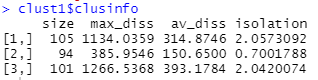 > clust1$clusinfo
size max_diss av_diss isolation
[1,] 105 1134.0359 314.8746 2.0573092
[2,] 94 385.9546 150.6500 0.7001788
[3,] 101 1266.5368 393.1784 2.0420074